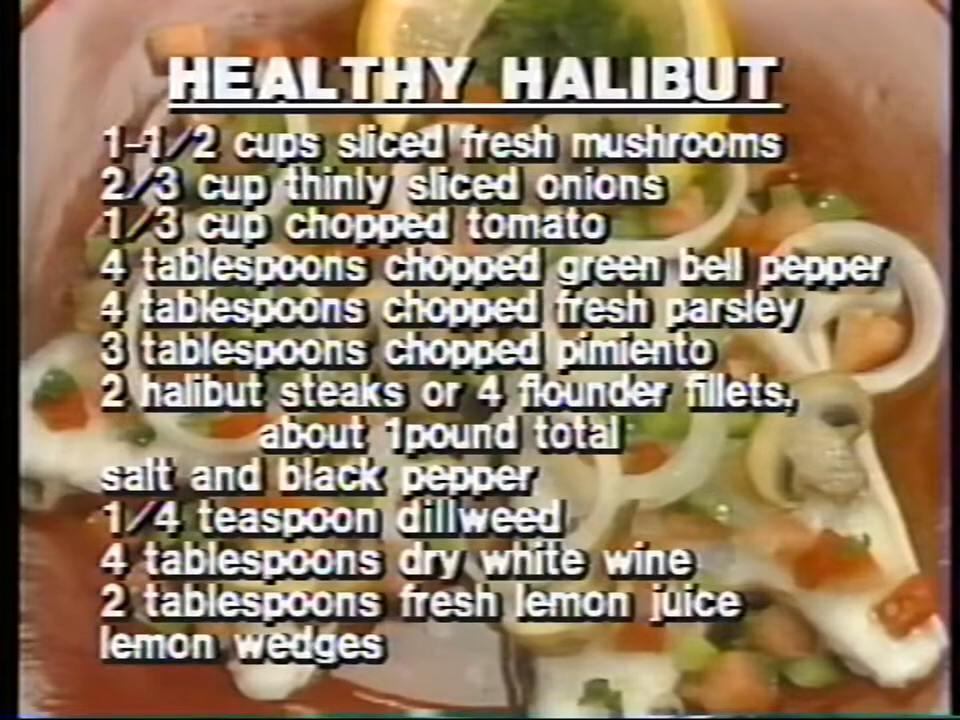 HEALTHY HALIBUT
1-1/2 cups sliced fresh mushrooms
2/3 cup thinly sliced onions
1/3 cup chopped tomato
4 tablespoons chopped green bell pepper
4 tablespoons chopped fresh parsley
3 tablespoons chopped pimiento
2 halibut steaks or 4 flounder fillets,
about 1pound total
salt and black pepper
1/4 teaspoon dillweed
4 tablespoons dry white wine
2 tablespoons fresh lemon juice
lemon wedges